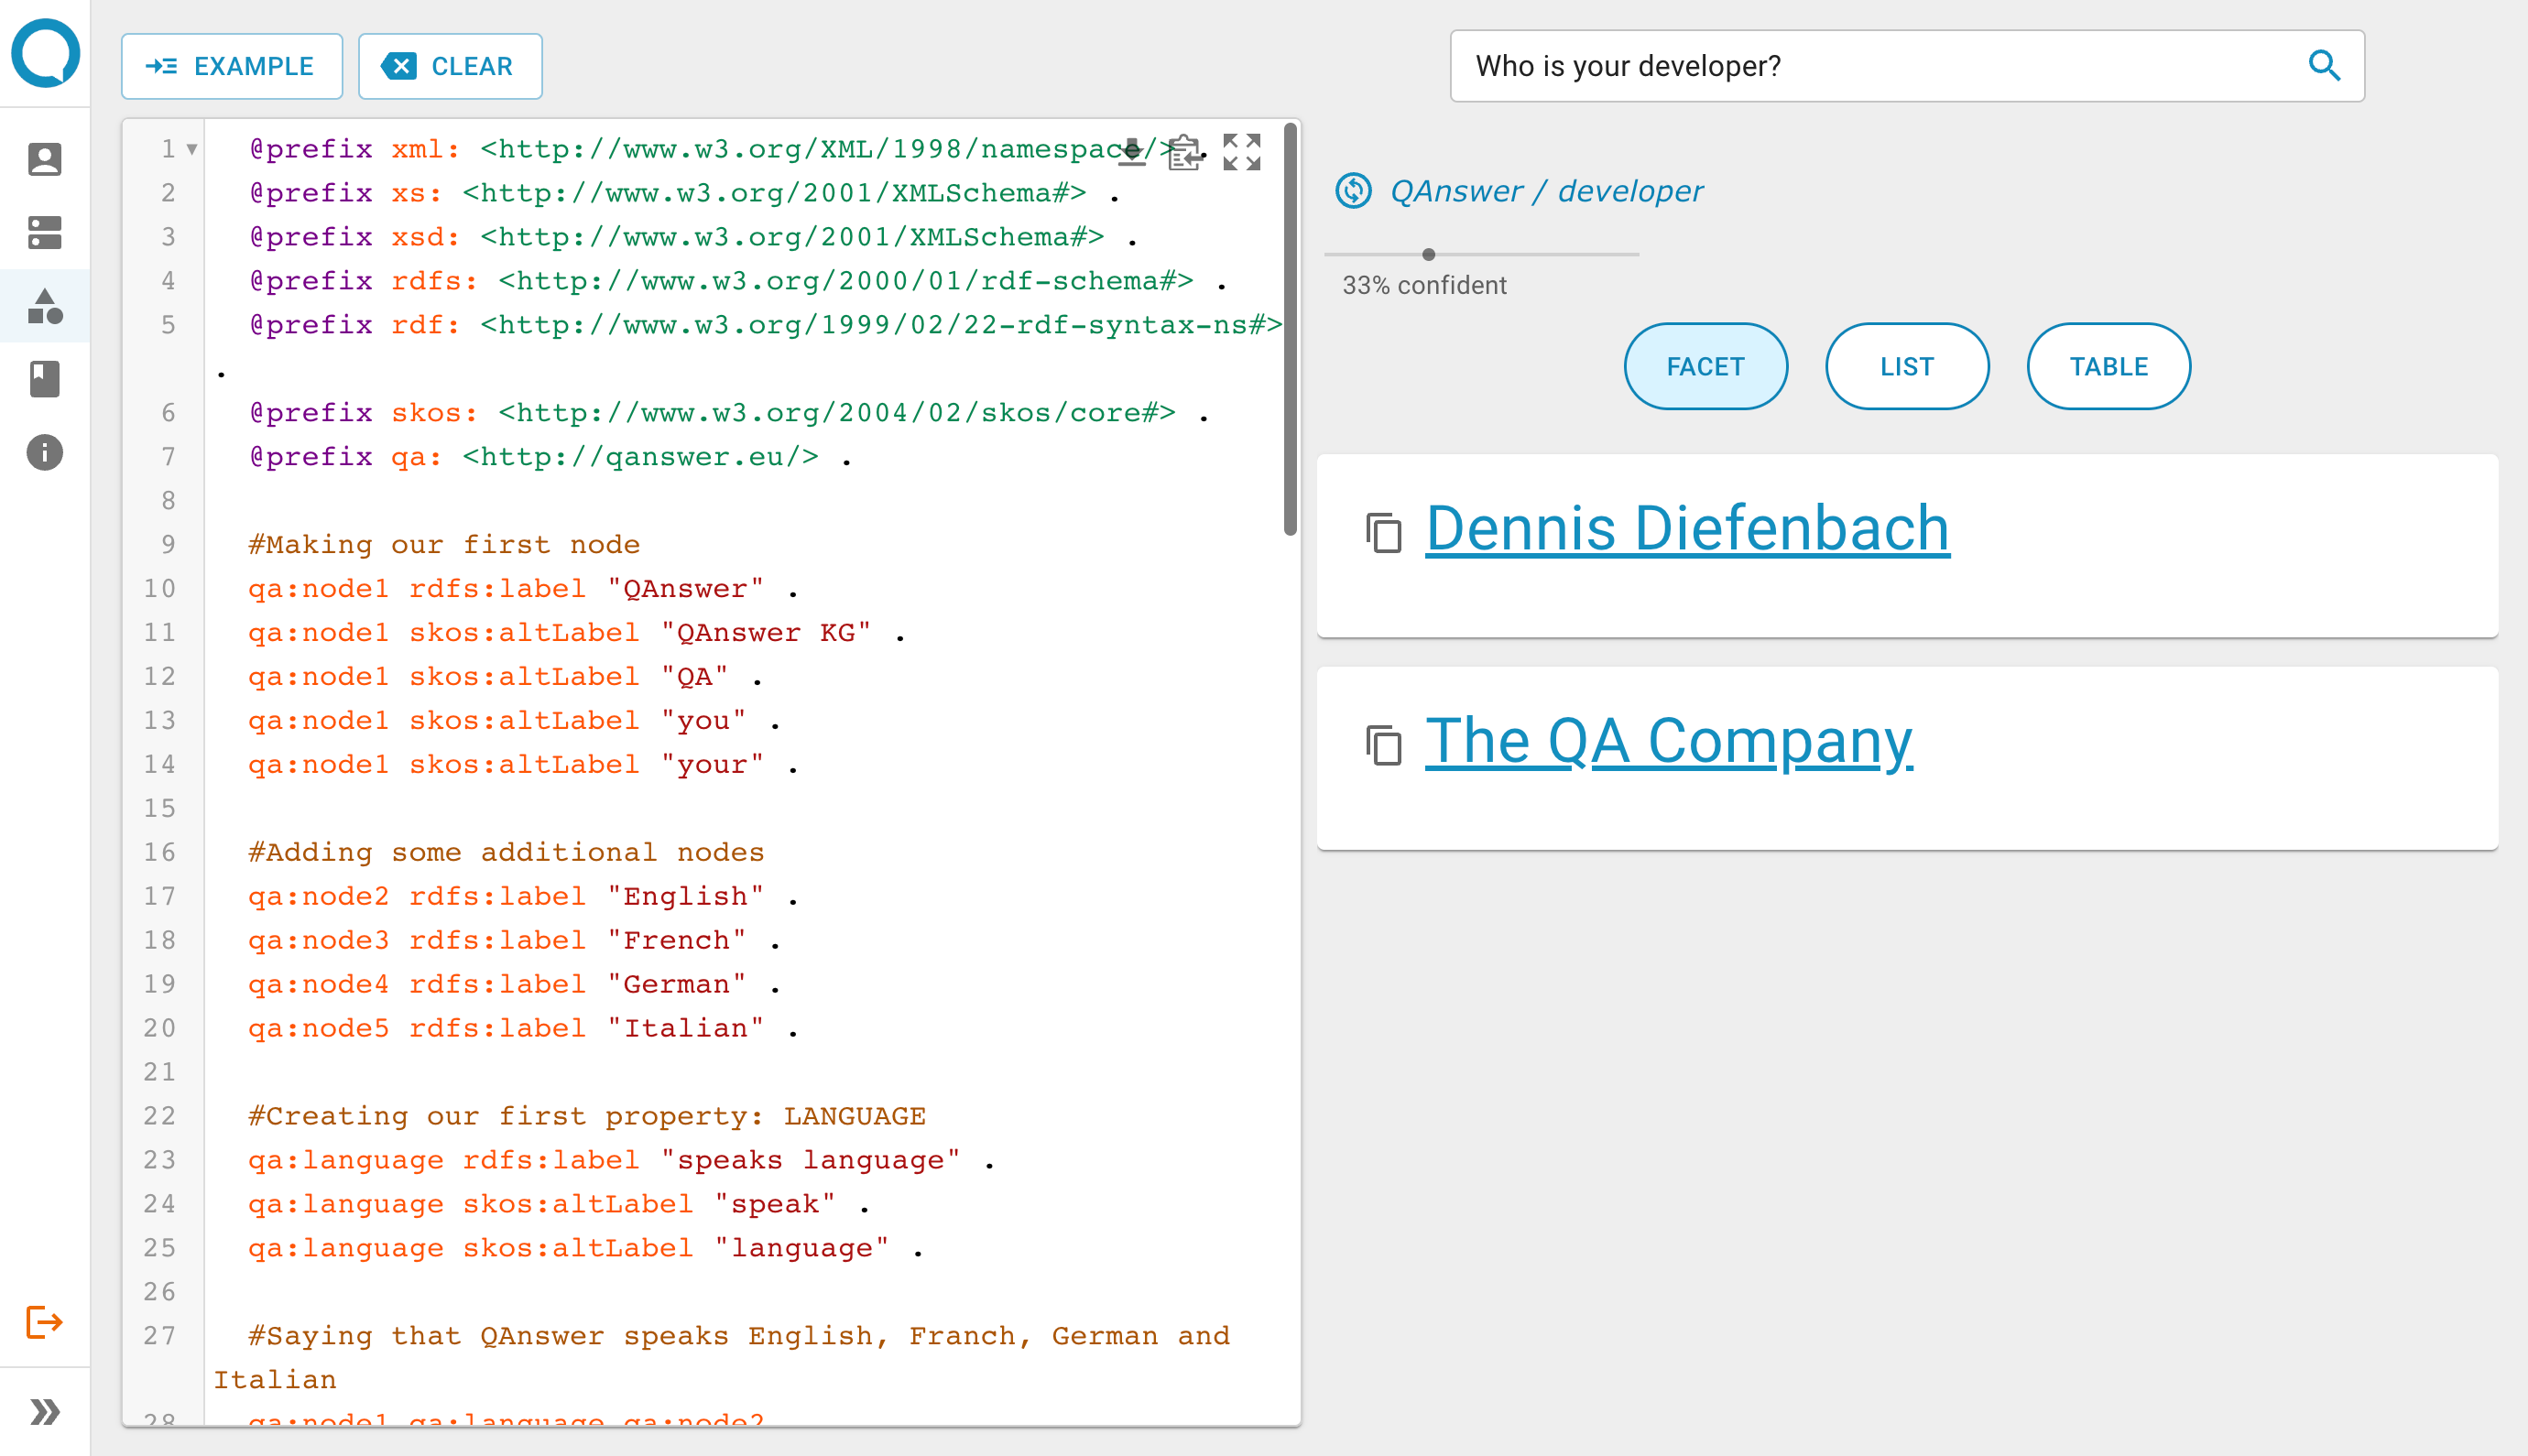 EXAMPLE
CLEAR
1 @prefix xml: <http://www.w3.org/XML/1998/namespace/> .
2 @prefix xs: <http://www.w3.org/2001/XMLSchema#> .
3 @prefix xsd: <http://www.w3.org/2001/XMLSchema#> .
4 @prefix rdfs: <http://www.w3.org/2000/01/rdf-schema#> .
5 @prefix rdf: <http://www.w3.org/1999/02/22-rdf-syntax-ns#>
.
6 @prefix skos: <http://www.w3.org/2004/02/skos/core#> .
7 @prefix qa: <http://qanswer.eu/> .
8
9 #Making our first node
10 qa:node1 rdfs:label "QAnswer" .
11 qa:node1 skos:altLabel "QAnswer KG" .
12 qa:node1 skos:altLabel "QA" .
13 qa:node1 skos:altLabel "you" .
14 qa:node1 skos:altLabel "your" .
15
16 #Adding some additional nodes
17 qa:node2 rdfs:label "English" .
18 qa:node3 rdfs:label "French" .
19 qa:node4 rdfs:label "German" .
20 qa:node5 rdfs:label "Italian" .
21
22 #Creating our first property: LANGUAGE
23 qa:language rdfs:label "speaks language" .
24 qa:language skos:altLabel "speak" .
25 qa:language skos:altLabel "language" .
26
27 #Saying that QAnswer speaks English, Franch, German and
Italian
28 qa:node1 qa:language qa:node2
Who is your developer?
QAnswer / developer
33% confident
FACET
LIST
TABLE
Dennis Diefenbach
The QA Company